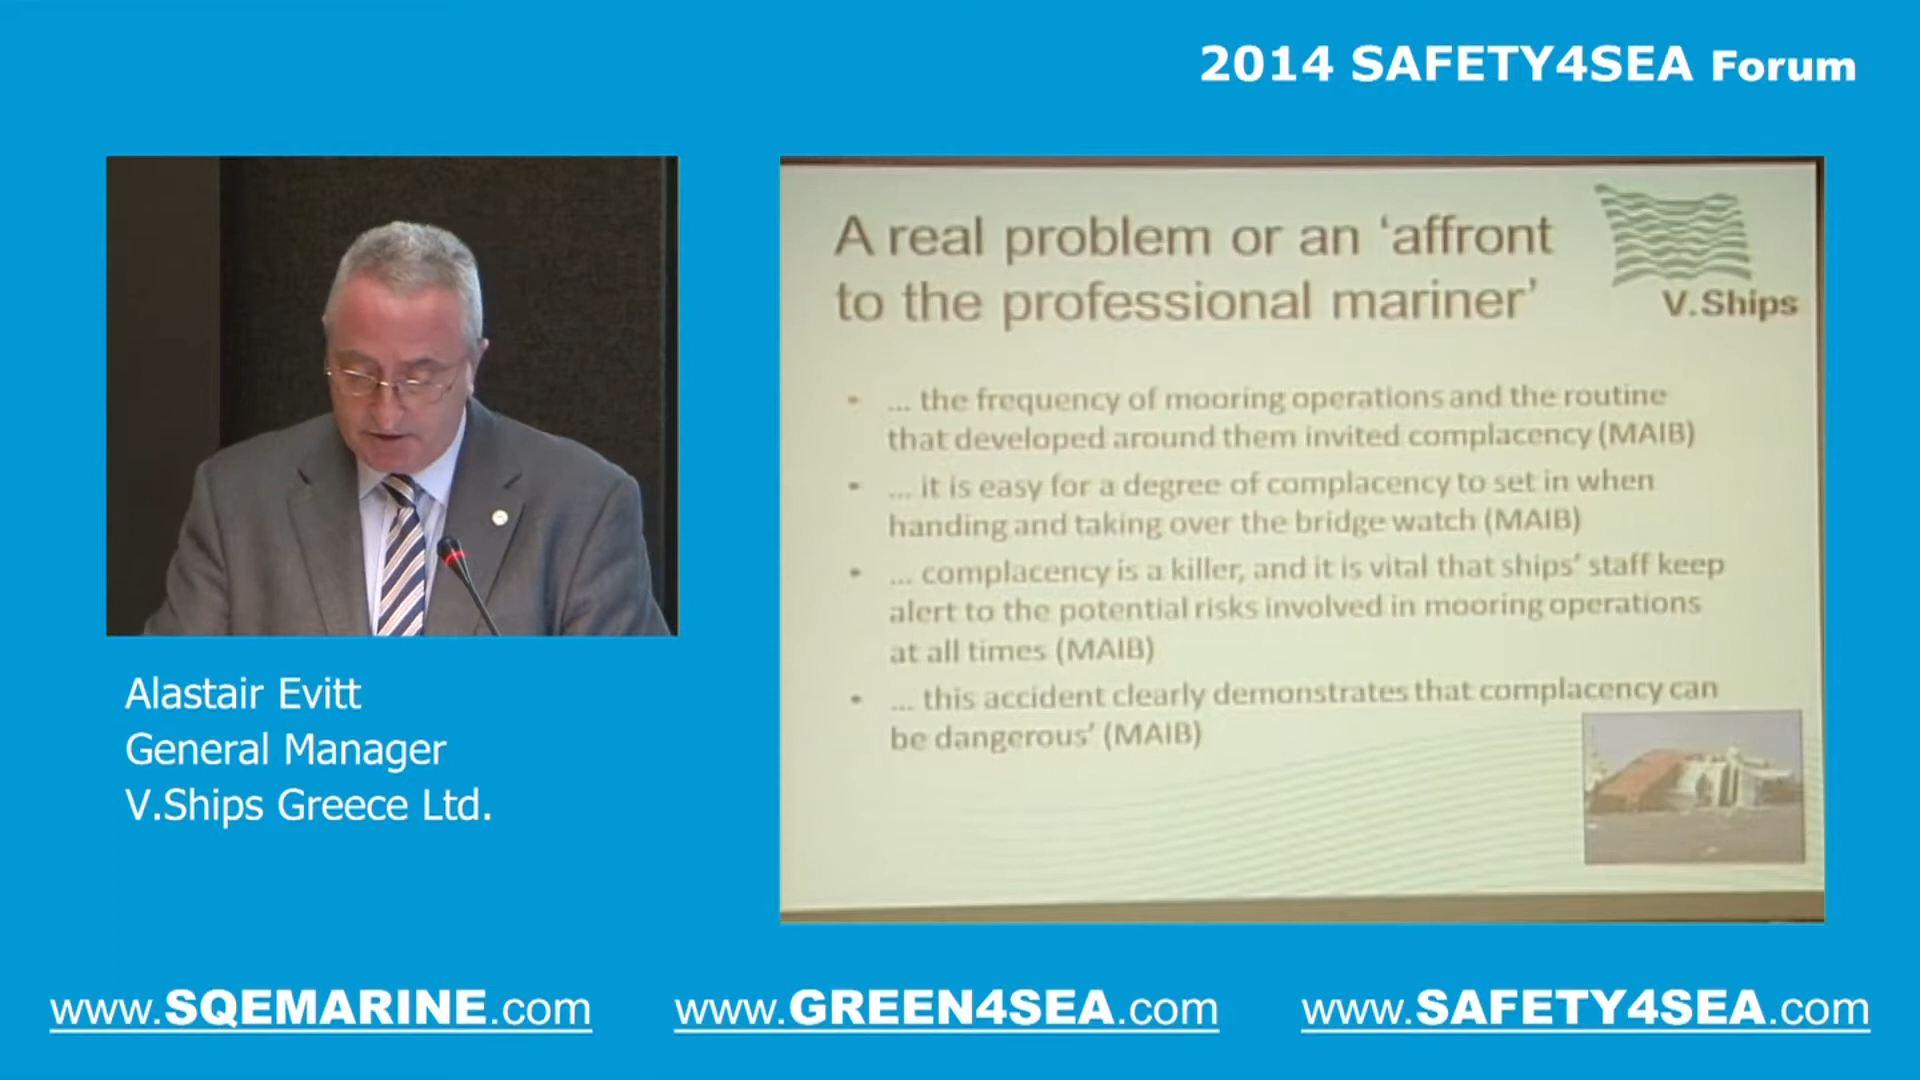 2014 SAFETY4SEA Forum
A real problem or an ‘affront
to the professional mariner’
V.Ships
... the frequency of mooring operations and the routine
that developed around them invited complacency (MAIB)
... it is easy for a degree of complacency to set in when
handing and taking over the bridge watch (MAIB)
... complacency is a killer, and it is vital that ships’ staff keep
alert to the potential risks involved in mooring operations
at all times (MAIB)
... this accident clearly demonstrates that complacency can
be dangerous’ (MAIB)
Alastair Evitt
General Manager
V.Ships Greece Ltd.
www.SQEMARINE.com
www.GREEN4SEA.com
www.SAFETY4SEA.com